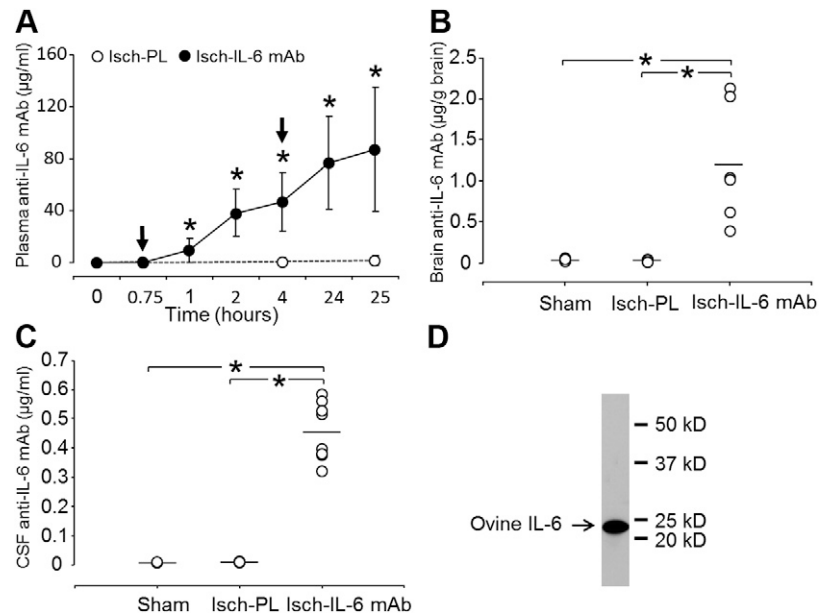 A
Plasma anti-IL-6 mAb (µg/ml)
160
120
80
40
0
Isch-PL
Isch-IL-6 mAb
*
*
*
*
*
0 0.75 1 2 4 24 25
Time (hours)
B
Brain anti-IL-6 mAb (µg/g brain)
2.5
2.0
1.5
1.0
0.5
0
*
*
Sham Isch-PL Isch-IL-6 mAb
C
CSF anti-IL-6 mAb (µg/ml)
0.7
0.6
0.5
0.4
0.3
0.2
0.1
0
*
*
Sham Isch-PL Isch-IL-6 mAb
D
50 kD
37 kD
Ovine IL-6
25 kD
20 kD